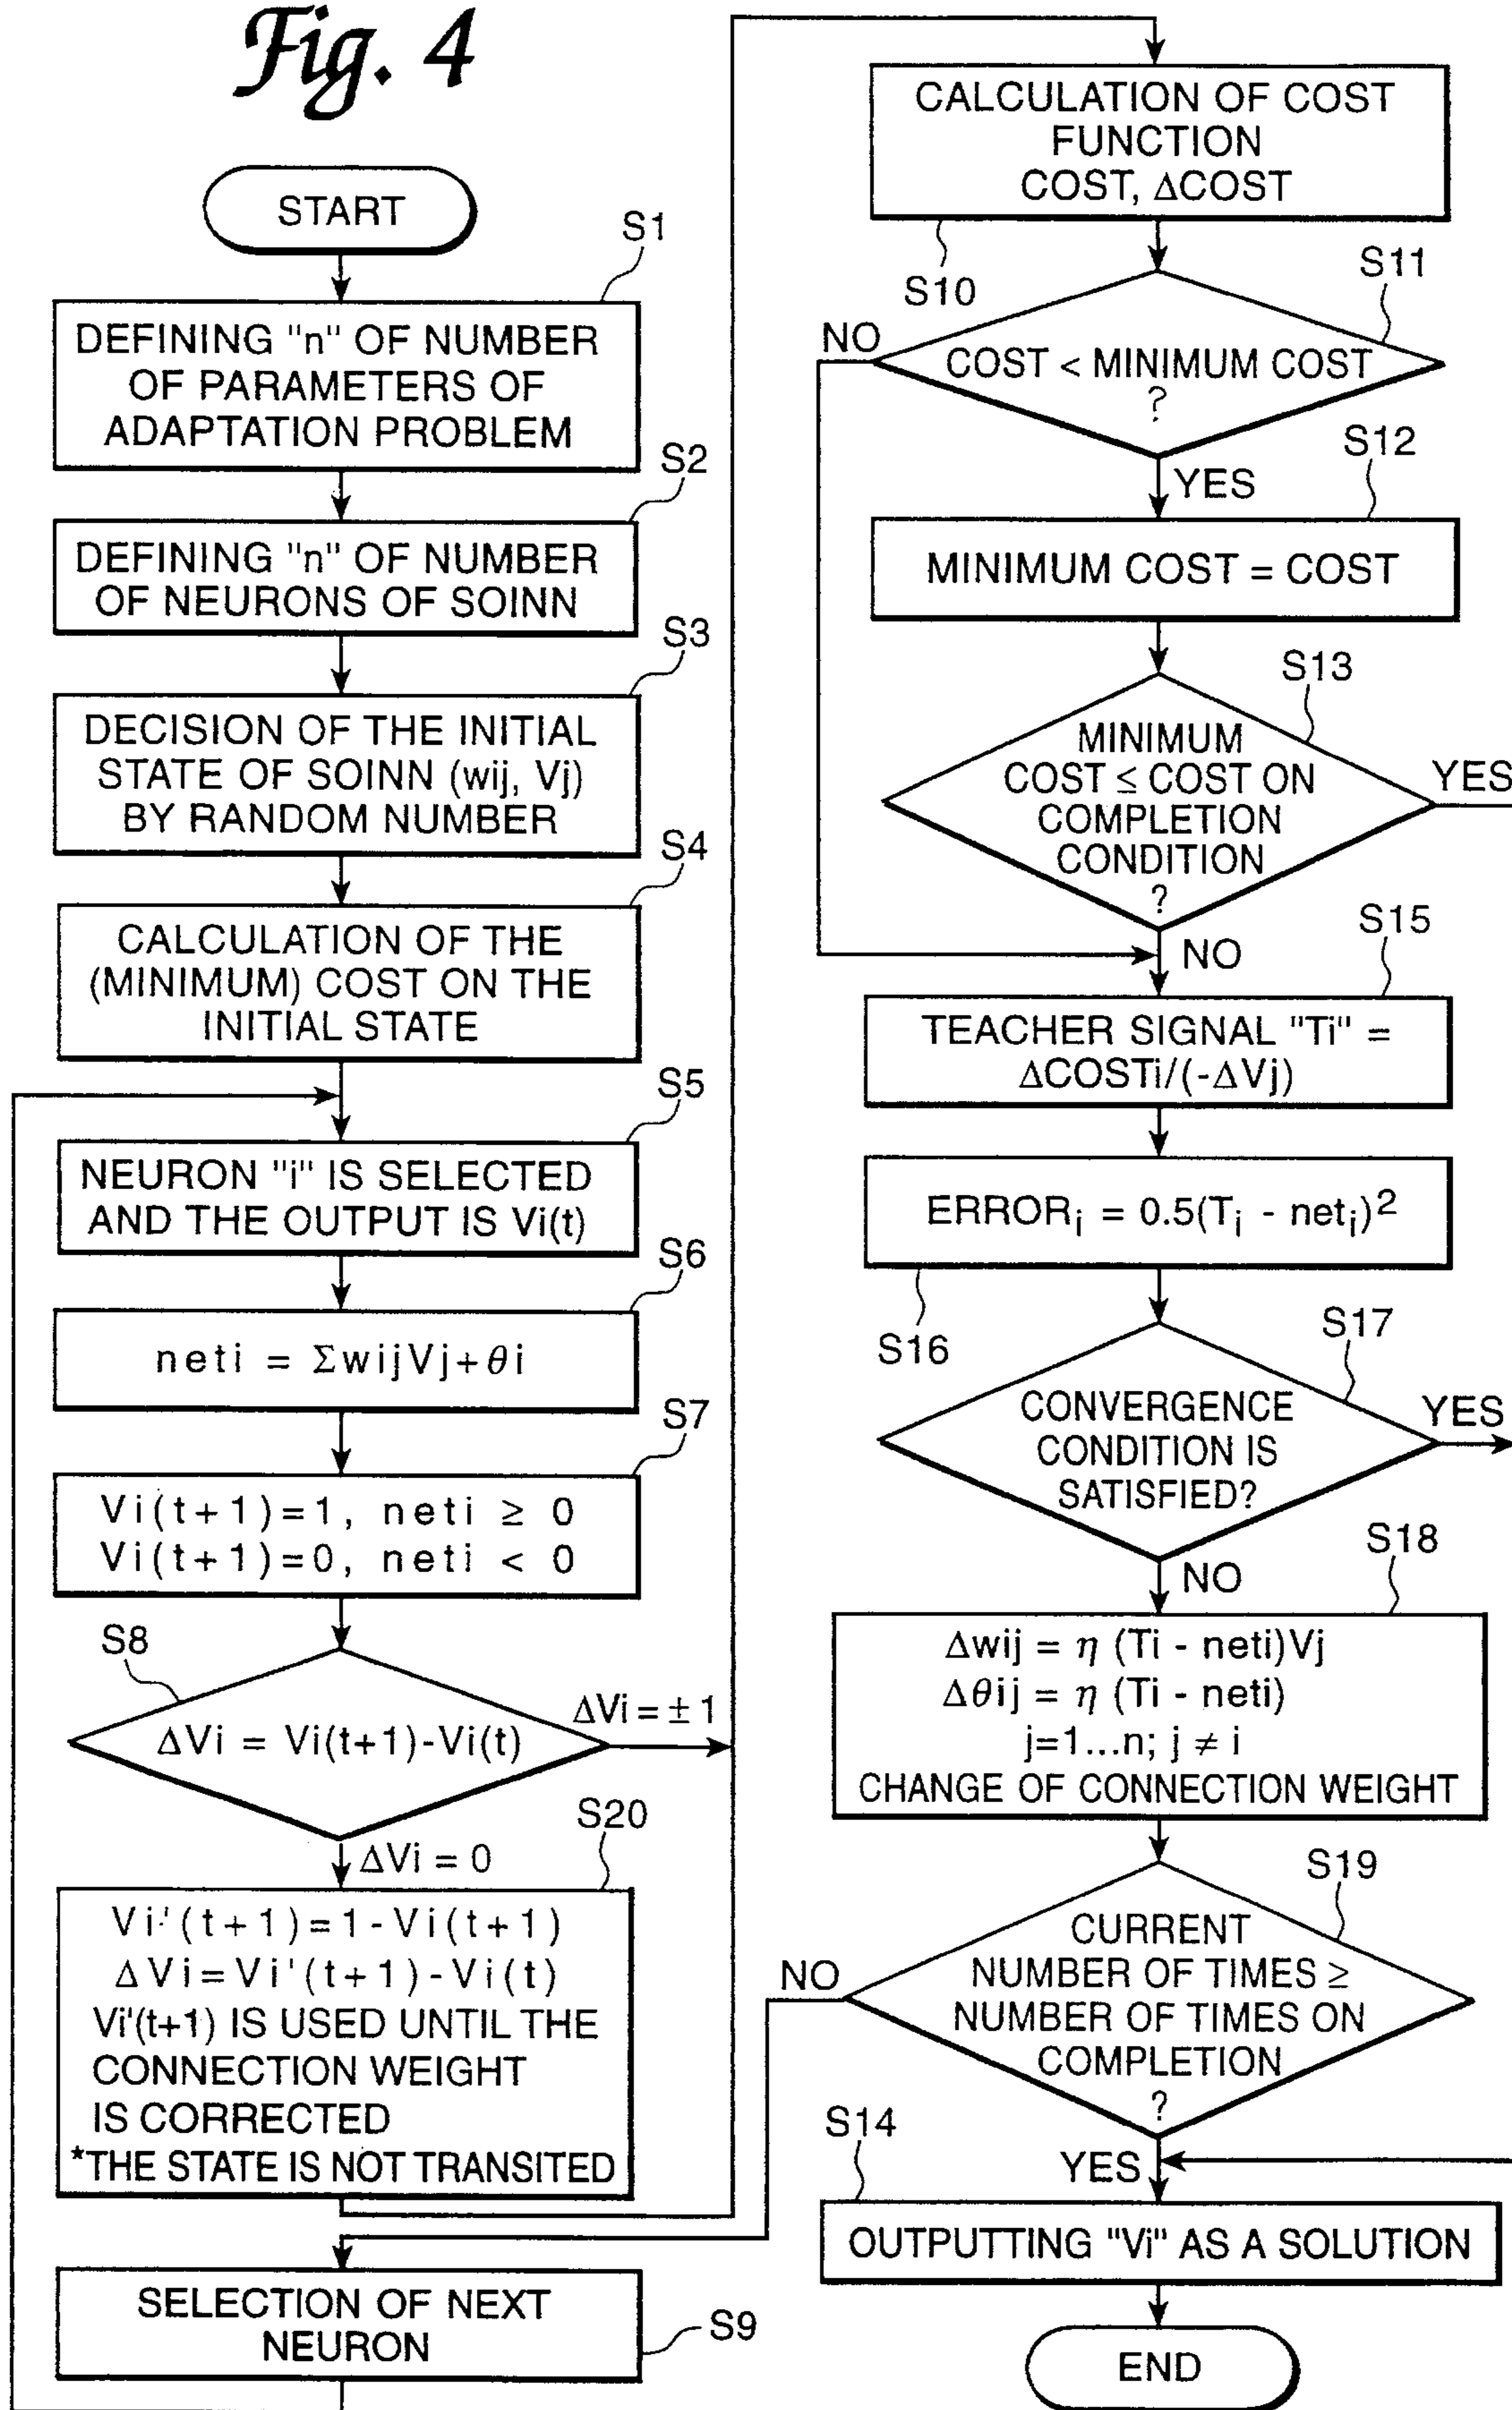 Fig. 4
START
S1
DEFINING "n" OF NUMBER
OF PARAMETERS OF
ADAPTATION PROBLEM
S2
DEFINING "n" OF NUMBER
OF NEURONS OF SOINN
S3
DECISION OF THE INITIAL
STATE OF SOINN (wij, Vj)
BY RANDOM NUMBER
S4
CALCULATION OF THE
(MINIMUM) COST ON THE
INITIAL STATE
S5
NEURON "i" IS SELECTED
AND THE OUTPUT IS Vi(t)
S6
neti = ΣwijVj+θi
S7
Vi(t+1)=1, neti ≥ 0
Vi(t+1)=0, neti < 0
S8
ΔVi = Vi(t+1)-Vi(t)
ΔVi = ± 1
ΔVi = 0
S20
Vi'(t+1)=1-Vi(t+1)
ΔVi=Vi'(t+1)-Vi(t)
Vi'(t+1) IS USED UNTIL THE
CONNECTION WEIGHT
IS CORRECTED
*THE STATE IS NOT TRANSITED
SELECTION OF NEXT
NEURON
S9
CALCULATION OF COST
FUNCTION
COST, ΔCOST
S10
S11
COST < MINIMUM COST
?
NO
YES
S12
MINIMUM COST = COST
S13
MINIMUM
COST ≤ COST ON
COMPLETION
CONDITION
?
YES
NO
S15
TEACHER SIGNAL "Ti" =
ΔCOSTi/(-ΔVj)
ERRORi = 0.5(Ti - neti)2
S16
S17
CONVERGENCE
CONDITION IS
SATISFIED?
YES
NO
S18
Δwij = η (Ti - neti)Vj
Δθij = η (Ti - neti)
j=1...n; j ≠ i
CHANGE OF CONNECTION WEIGHT
S19
CURRENT
NUMBER OF TIMES ≥
NUMBER OF TIMES ON
COMPLETION
?
NO
YES
S14
OUTPUTTING "Vi" AS A SOLUTION
END